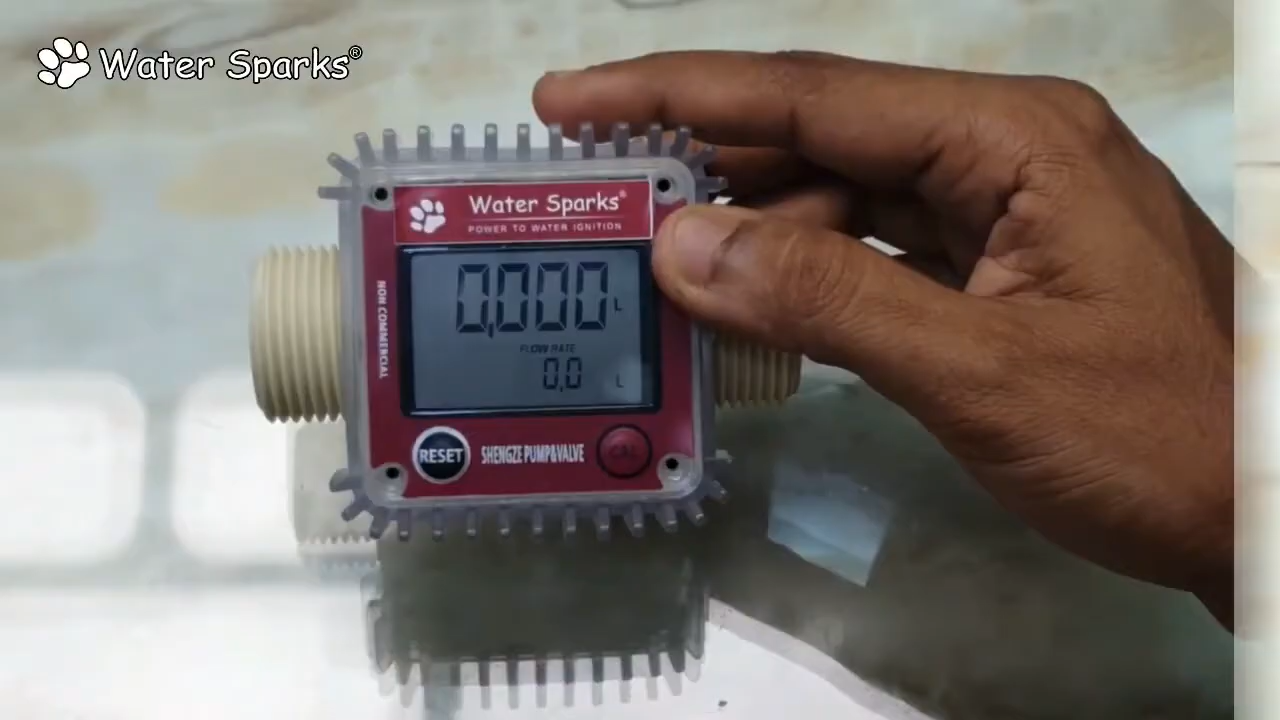 Water Sparks®
Water Sparks®
POWER TO WATER IGNITION
NON COMMERCIAL
0,000 L
FLOW RATE
0,0 L
RESET
SHENGZE PUMP&VALVE
CAL